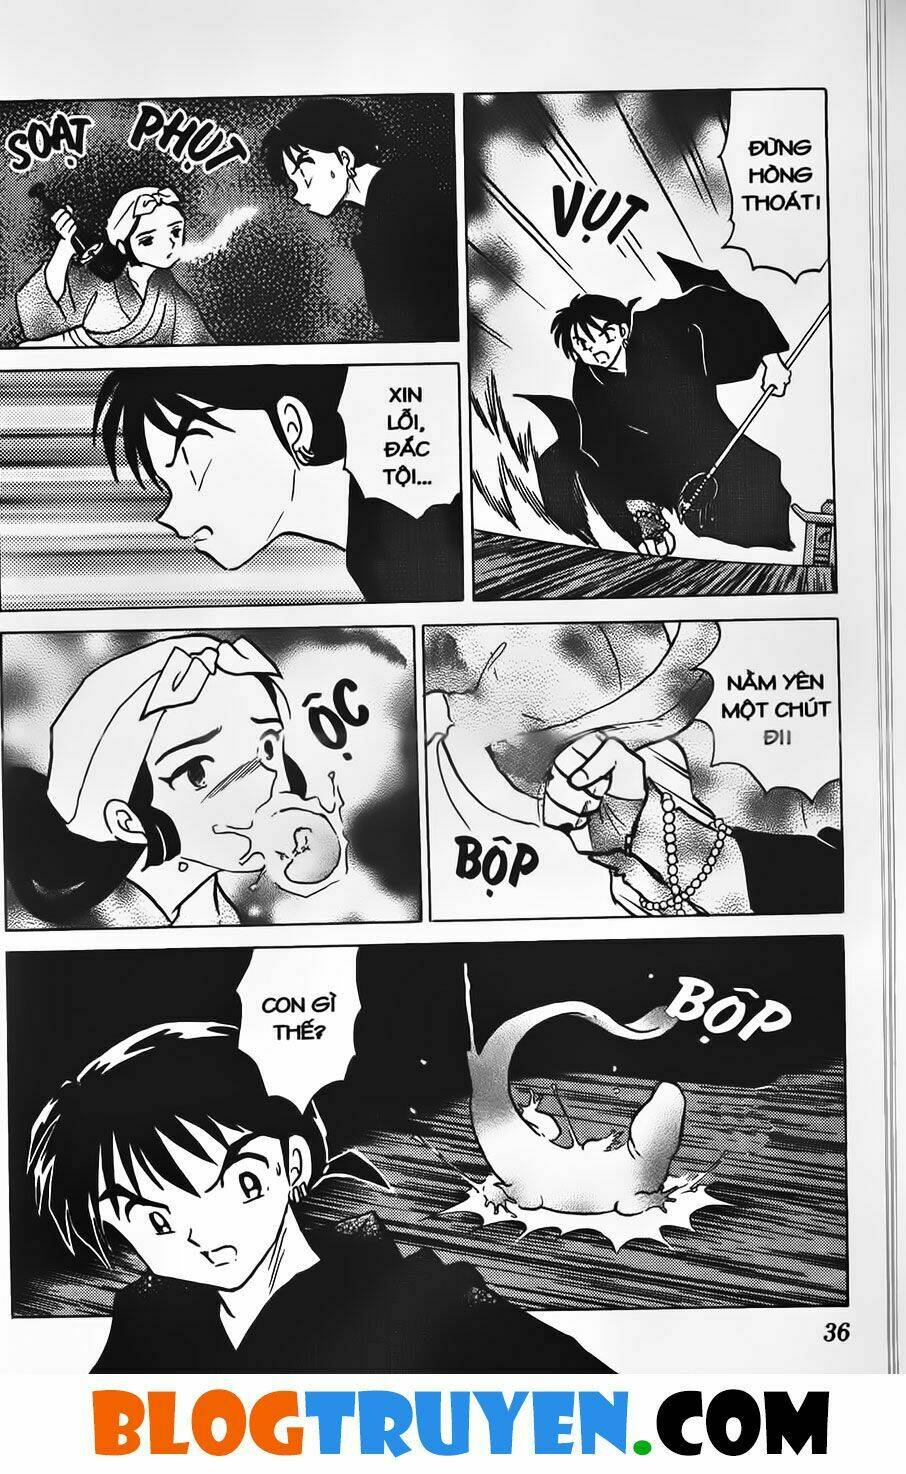 ĐỪNG
HÒNG
THOÁT!
VỤT
SOẠT
PHỤT
XIN
LỖI,
ĐẮC
TỘI...
NẰM YÊN
MỘT CHÚT
ĐI!
BỘP
ỘC
BỘP
CON GÌ
THẾ?
36
BLOGTRUYEN.COM